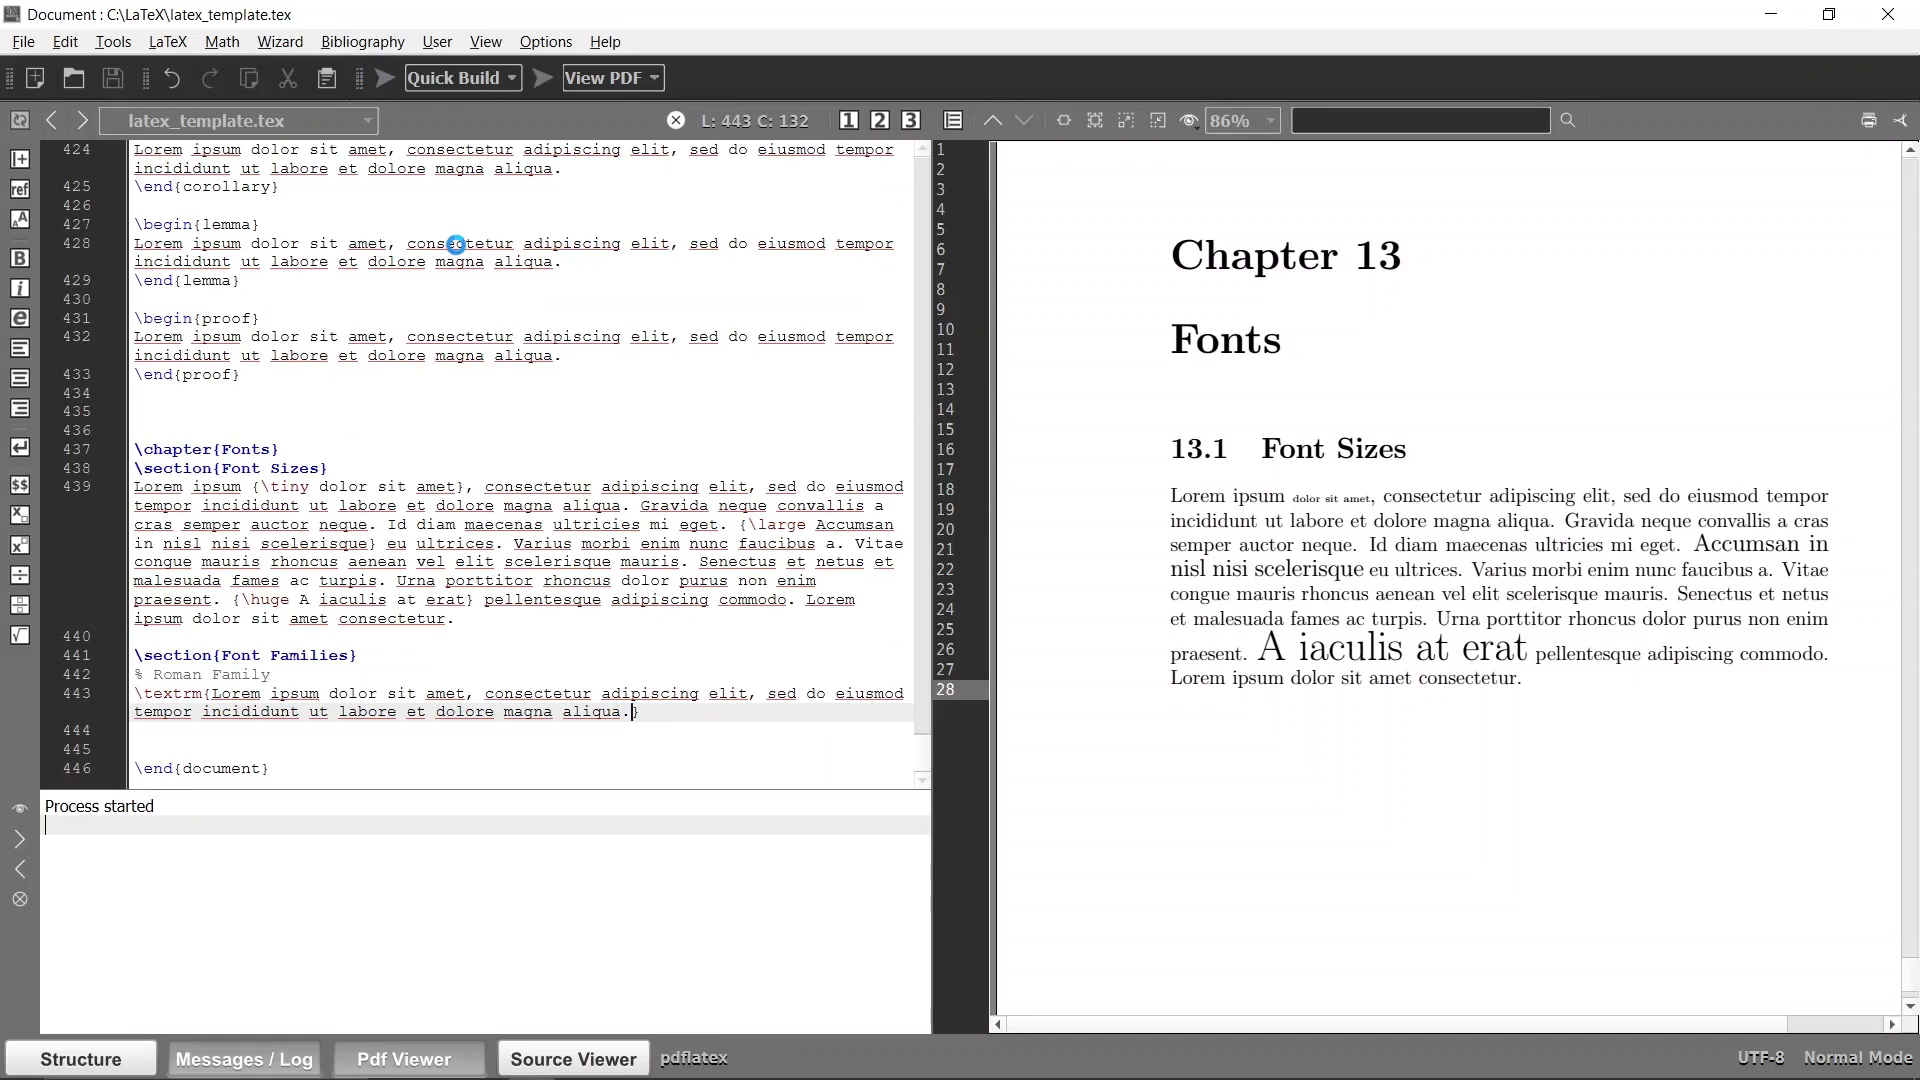 Document : C:\LaTeX\latex_template.tex
File Edit Tools LaTeX Math Wizard Bibliography User View Options Help
Quick Build View PDF
latex_template.tex L: 443 C: 132 1 2 3 86%
424 Lorem ipsum dolor sit amet, consectetur adipiscing elit, sed do eiusmod tempor
incididunt ut labore et dolore magna aliqua.
425 \end{corollary}
426
427 \begin{lemma}
428 Lorem ipsum dolor sit amet, consectetur adipiscing elit, sed do eiusmod tempor
incididunt ut labore et dolore magna aliqua.
429 \end{lemma}
430
431 \begin{proof}
432 Lorem ipsum dolor sit amet, consectetur adipiscing elit, sed do eiusmod tempor
incididunt ut labore et dolore magna aliqua.
433 \end{proof}
434
435
436
437 \chapter{Fonts}
438 \section{Font Sizes}
439 Lorem ipsum {\tiny dolor sit amet}, consectetur adipiscing elit, sed do eiusmod
tempor incididunt ut labore et dolore magna aliqua. Gravida neque convallis a
cras semper auctor neque. Id diam maecenas ultricies mi eget. {\large Accumsan
in nisl nisi scelerisque} eu ultrices. Varius morbi enim nunc faucibus a. Vitae
congue mauris rhoncus aenean vel elit scelerisque mauris. Senectus et netus et
malesuada fames ac turpis. Urna porttitor rhoncus dolor purus non enim
praesent. {\huge A iaculis at erat} pellentesque adipiscing commodo. Lorem
ipsum dolor sit amet consectetur.
440
441 \section{Font Families}
442 % Roman Family
443 \textrm{Lorem ipsum dolor sit amet, consectetur adipiscing elit, sed do eiusmod
tempor incididunt ut labore et dolore magna aliqua.}
444
445
446 \end{document}
ref
A
B
i
e
$$
x
x
Process started
1
2
3
4
5
6
7
8
9
10
11
12
13
14
15
16
17
18
19
20
21
22
23
24
25
26
27
28
Chapter 13
Fonts
13.1 Font Sizes
Lorem ipsum dolor sit amet, consectetur adipiscing elit, sed do eiusmod tempor
incididunt ut labore et dolore magna aliqua. Gravida neque convallis a cras
semper auctor neque. Id diam maecenas ultricies mi eget. Accumsan in
nisl nisi scelerisque eu ultrices. Varius morbi enim nunc faucibus a. Vitae
congue mauris rhoncus aenean vel elit scelerisque mauris. Senectus et netus
et malesuada fames ac turpis. Urna porttitor rhoncus dolor purus non enim
praesent. A iaculis at erat pellentesque adipiscing commodo.
Lorem ipsum dolor sit amet consectetur.
Structure Messages / Log Pdf Viewer Source Viewer pdflatex UTF-8 Normal Mode